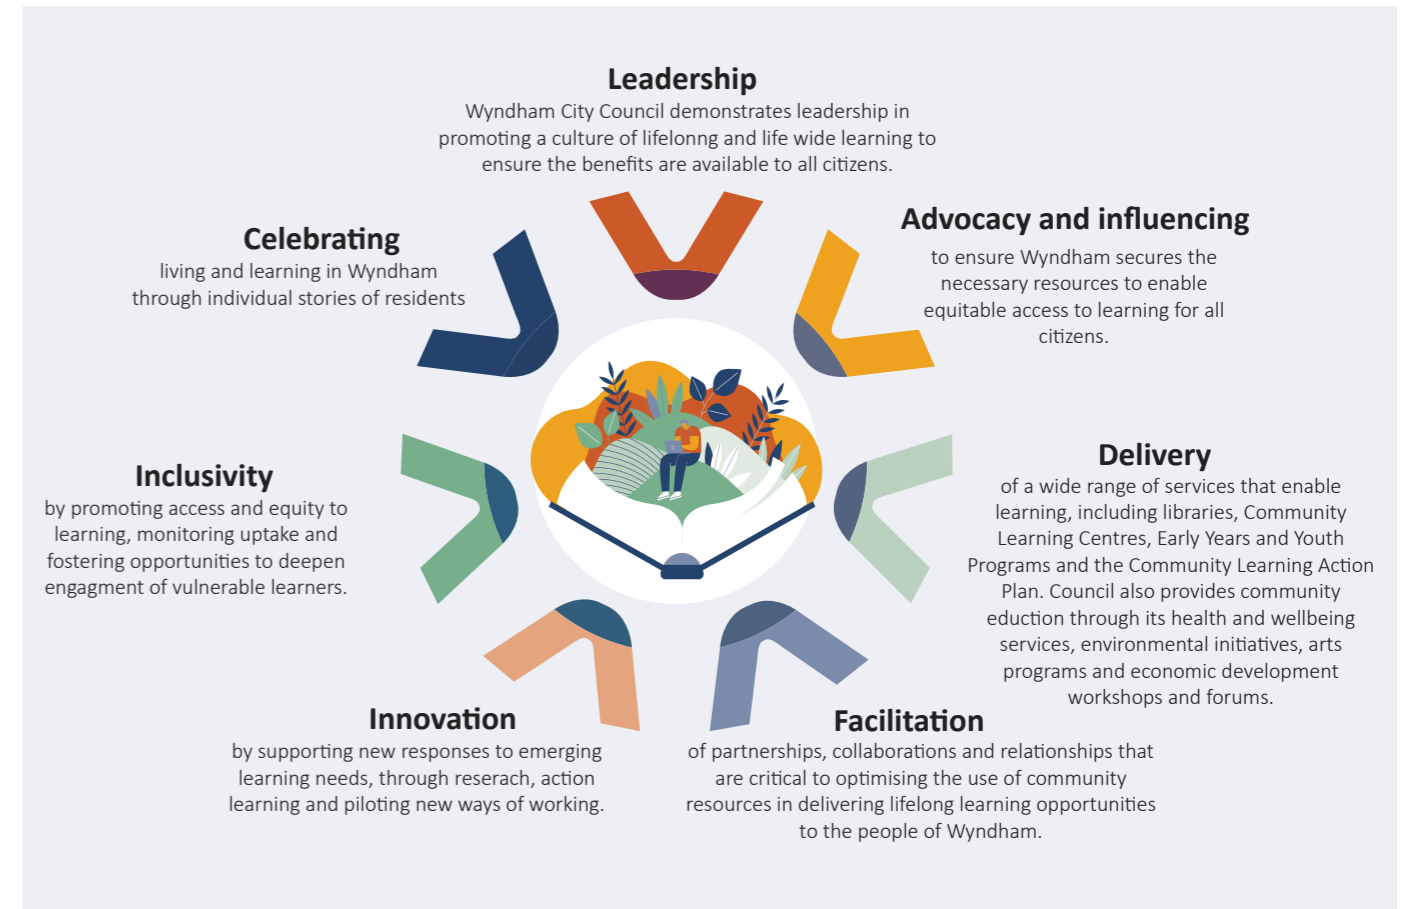 Leadership
Wyndham City Council demonstrates leadership in
promoting a culture of lifelonng and life wide learning to
ensure the benefits are available to all citizens.
Advocacy and influencing
to ensure Wyndham secures the
necessary resources to enable
equitable access to learning for all
citizens.
Delivery
of a wide range of services that enable
learning, including libraries, Community
Learning Centres, Early Years and Youth
Programs and the Community Learning Action
Plan. Council also provides community
eduction through its health and wellbeing
services, environmental initiatives, arts
programs and economic development
workshops and forums.
Facilitation
of partnerships, collaborations and relationships that
are critical to optimising the use of community
resources in delivering lifelong learning opportunities
to the people of Wyndham.
Innovation
by supporting new responses to emerging
learning needs, through reserach, action
learning and piloting new ways of working.
Inclusivity
by promoting access and equity to
learning, monitoring uptake and
fostering opportunities to deepen
engagment of vulnerable learners.
Celebrating
living and learning in Wyndham
through individual stories of residents